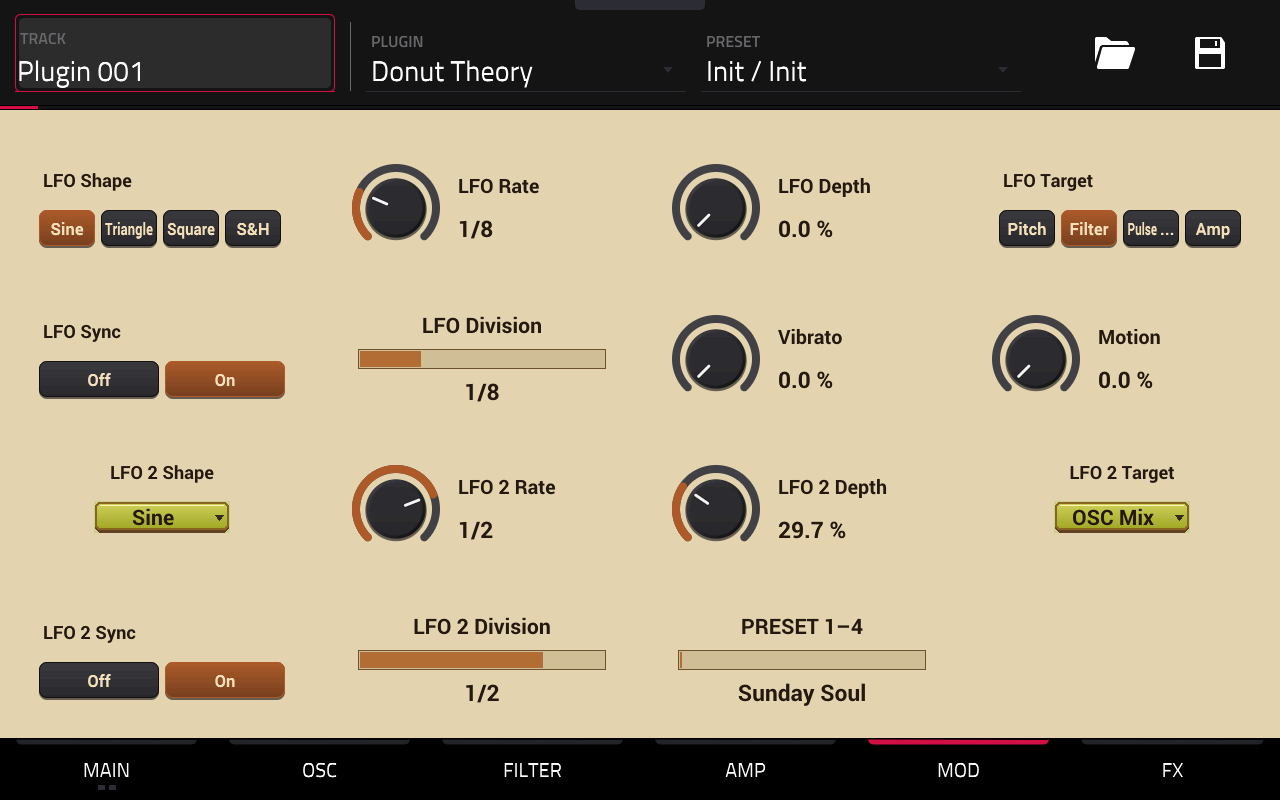 TRACK
Plugin 001
PLUGIN
Donut Theory
PRESET
Init / Init
LFO Shape
Sine
Triangle
Square
S&H
LFO Rate
1/8
LFO Depth
0.0 %
LFO Target
Pitch
Filter
Pulse ...
Amp
LFO Sync
Off
On
LFO Division
1/8
Vibrato
0.0 %
Motion
0.0 %
LFO 2 Shape
Sine
LFO 2 Rate
1/2
LFO 2 Depth
29.7 %
LFO 2 Target
OSC Mix
LFO 2 Sync
Off
On
LFO 2 Division
1/2
PRESET 1–4
Sunday Soul
MAIN
OSC
FILTER
AMP
MOD
FX